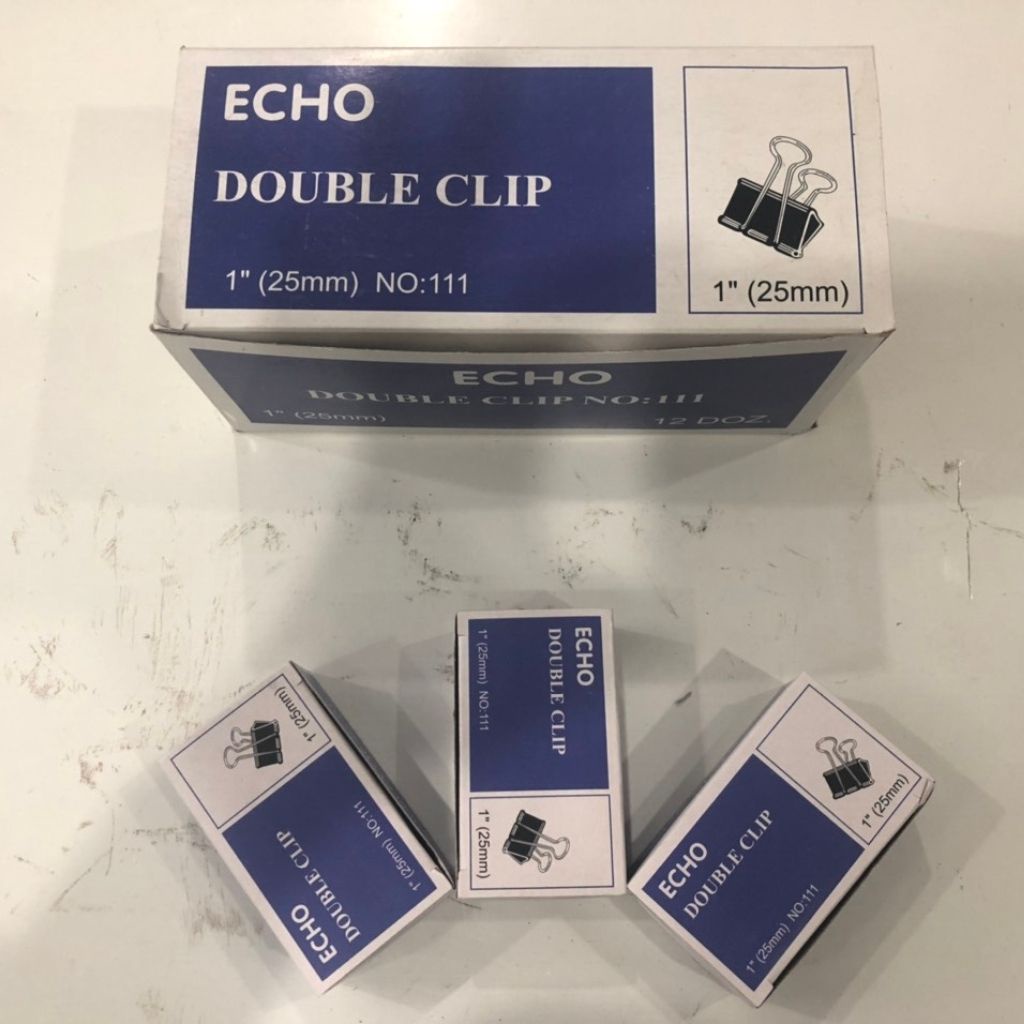 ECHO
DOUBLE CLIP
1" (25mm) NO:111
1" (25mm)
ECHO
DOUBLE CLIP NO:111
1" (25mm) 12 DOZ.
1" (25mm)
ECHO
DOUBLE CLIP
1" (25mm) NO:111
ECHO
DOUBLE CLIP
1" (25mm) NO:111
1" (25mm)
1" (25mm)
ECHO
DOUBLE CLIP
1" (25mm) NO:111